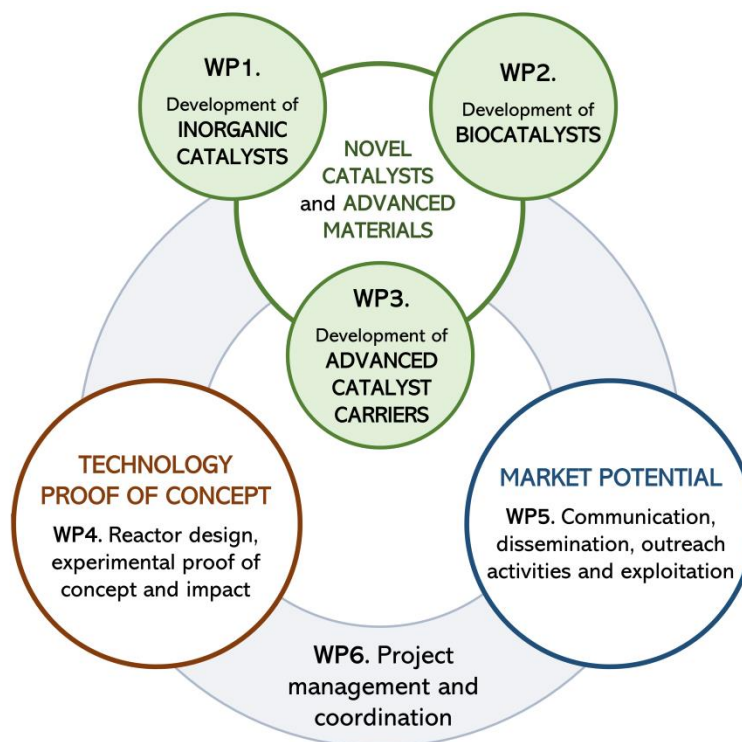 WP1.
Development of
INORGANIC
CATALYSTS
WP2.
Development of
BIOCATALYSTS
NOVEL
CATALYSTS
and ADVANCED
MATERIALS
WP3.
Development of
ADVANCED
CATALYST
CARRIERS
TECHNOLOGY
PROOF OF CONCEPT
WP4. Reactor design,
experimental proof of
concept and impact
MARKET POTENTIAL
WP5. Communication,
dissemination, outreach
activities and exploitation
WP6. Project
management and
coordination